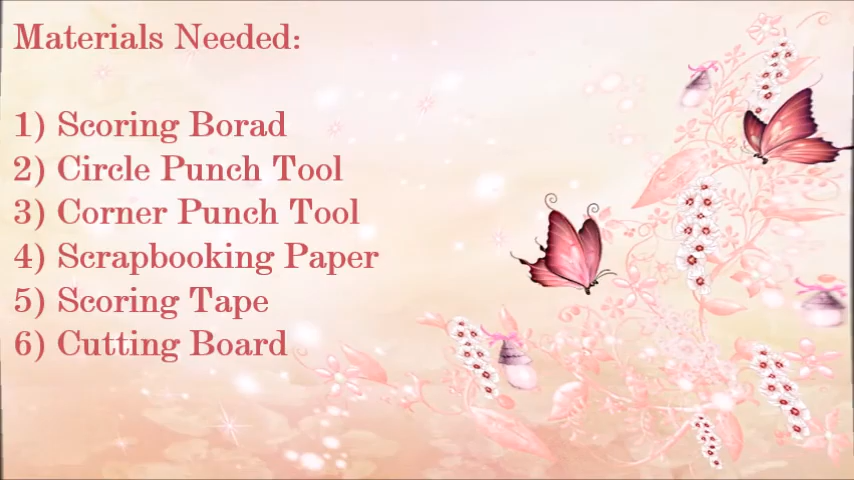 Materials Needed:
1) Scoring Borad
2) Circle Punch Tool
3) Corner Punch Tool
4) Scrapbooking Paper
5) Scoring Tape
6) Cutting Board